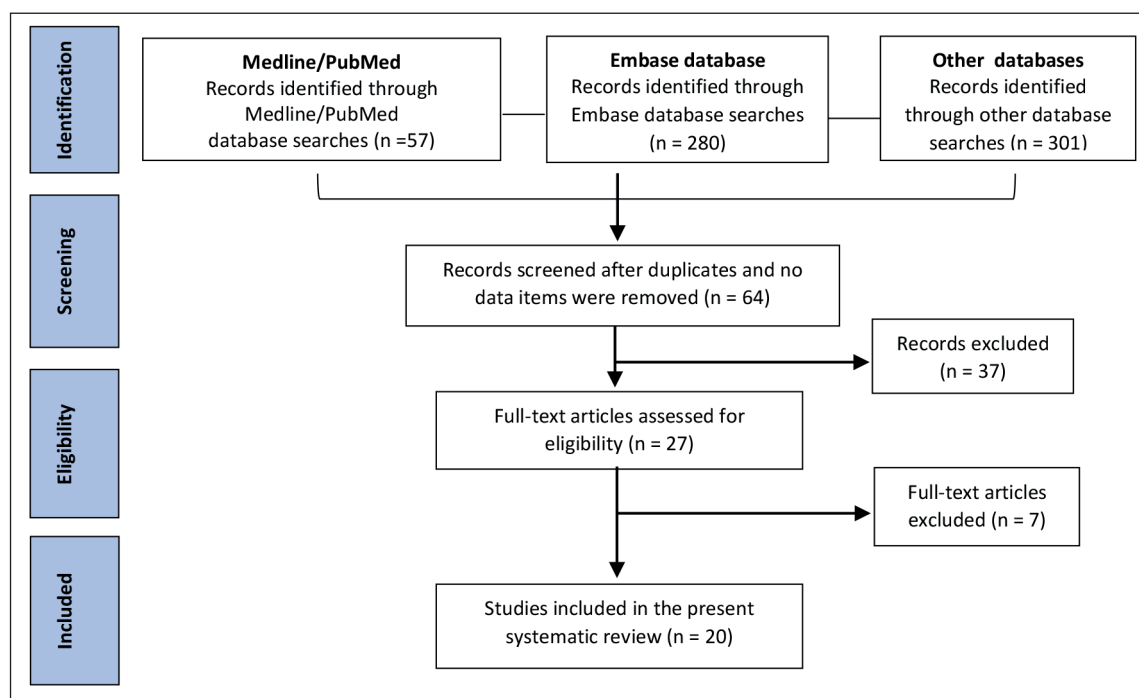 Identification
Medline/PubMed
Records identified through
Medline/PubMed
database searches (n =57)
Embase database
Records identified through
Embase database searches
(n = 280)
Other databases
Records identified
through other database
searches (n = 301)
Screening
Records screened after duplicates and no
data items were removed (n = 64)
Records excluded
(n = 37)
Eligibility
Full-text articles assessed for
eligibility (n = 27)
Full-text articles
excluded (n = 7)
Included
Studies included in the present
systematic review (n = 20)